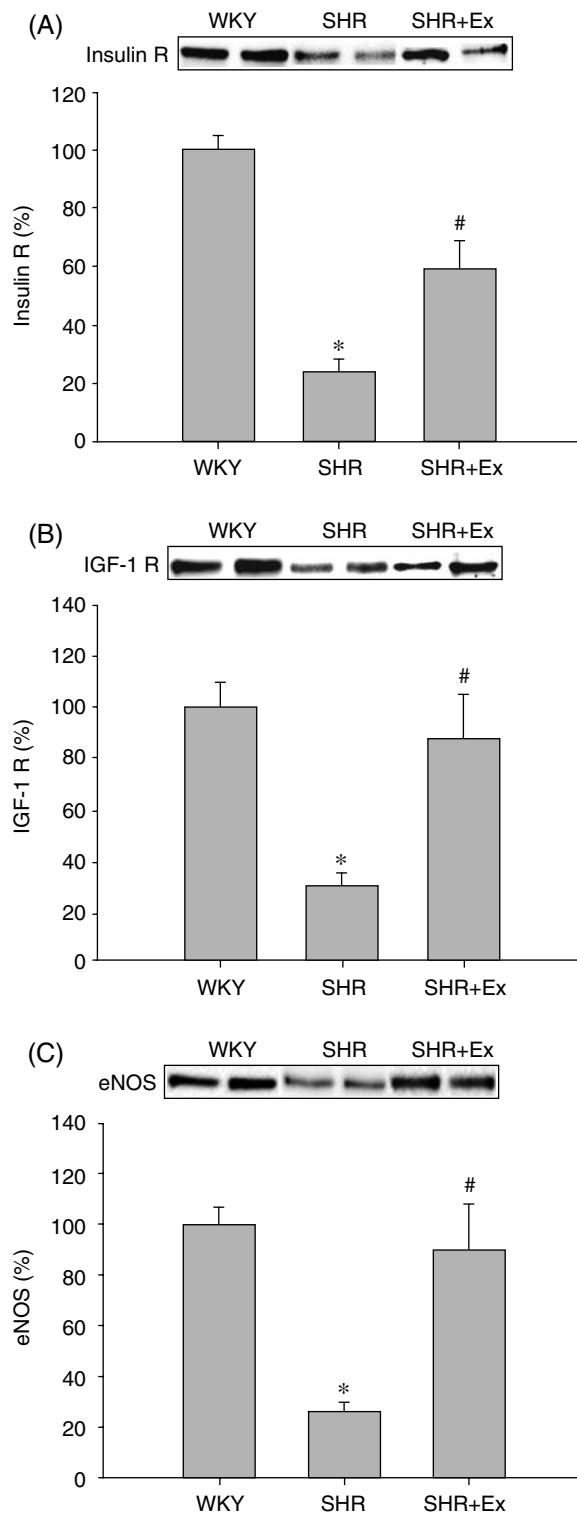 (A)
WKY SHR SHR+Ex
Insulin R
120
100
80
60
40
20
0
Insulin R (%)
*
#
WKY SHR SHR+Ex
(B)
WKY SHR SHR+Ex
IGF-1 R
140
120
100
80
60
40
20
0
IGF-1 R (%)
*
#
WKY SHR SHR+Ex
(C)
WKY SHR SHR+Ex
eNOS
140
120
100
80
60
40
20
0
eNOS (%)
*
#
WKY SHR SHR+Ex